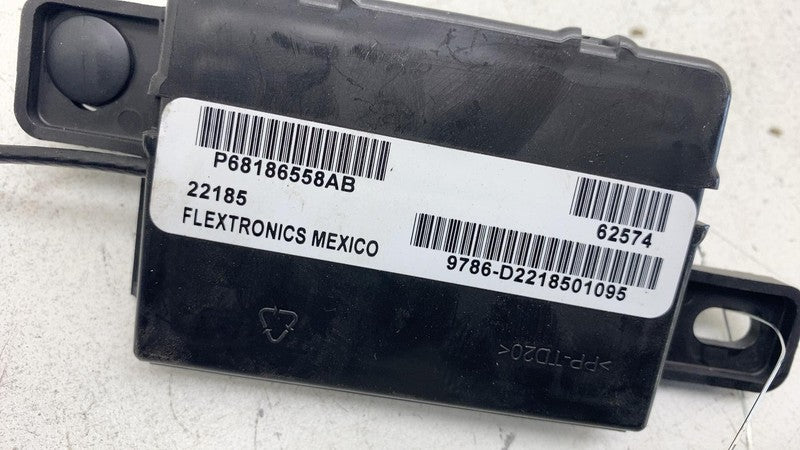 P68186558AB
22185
62574
FLEXTRONICS MEXICO
9786-D2218501095
>PP-TD20<